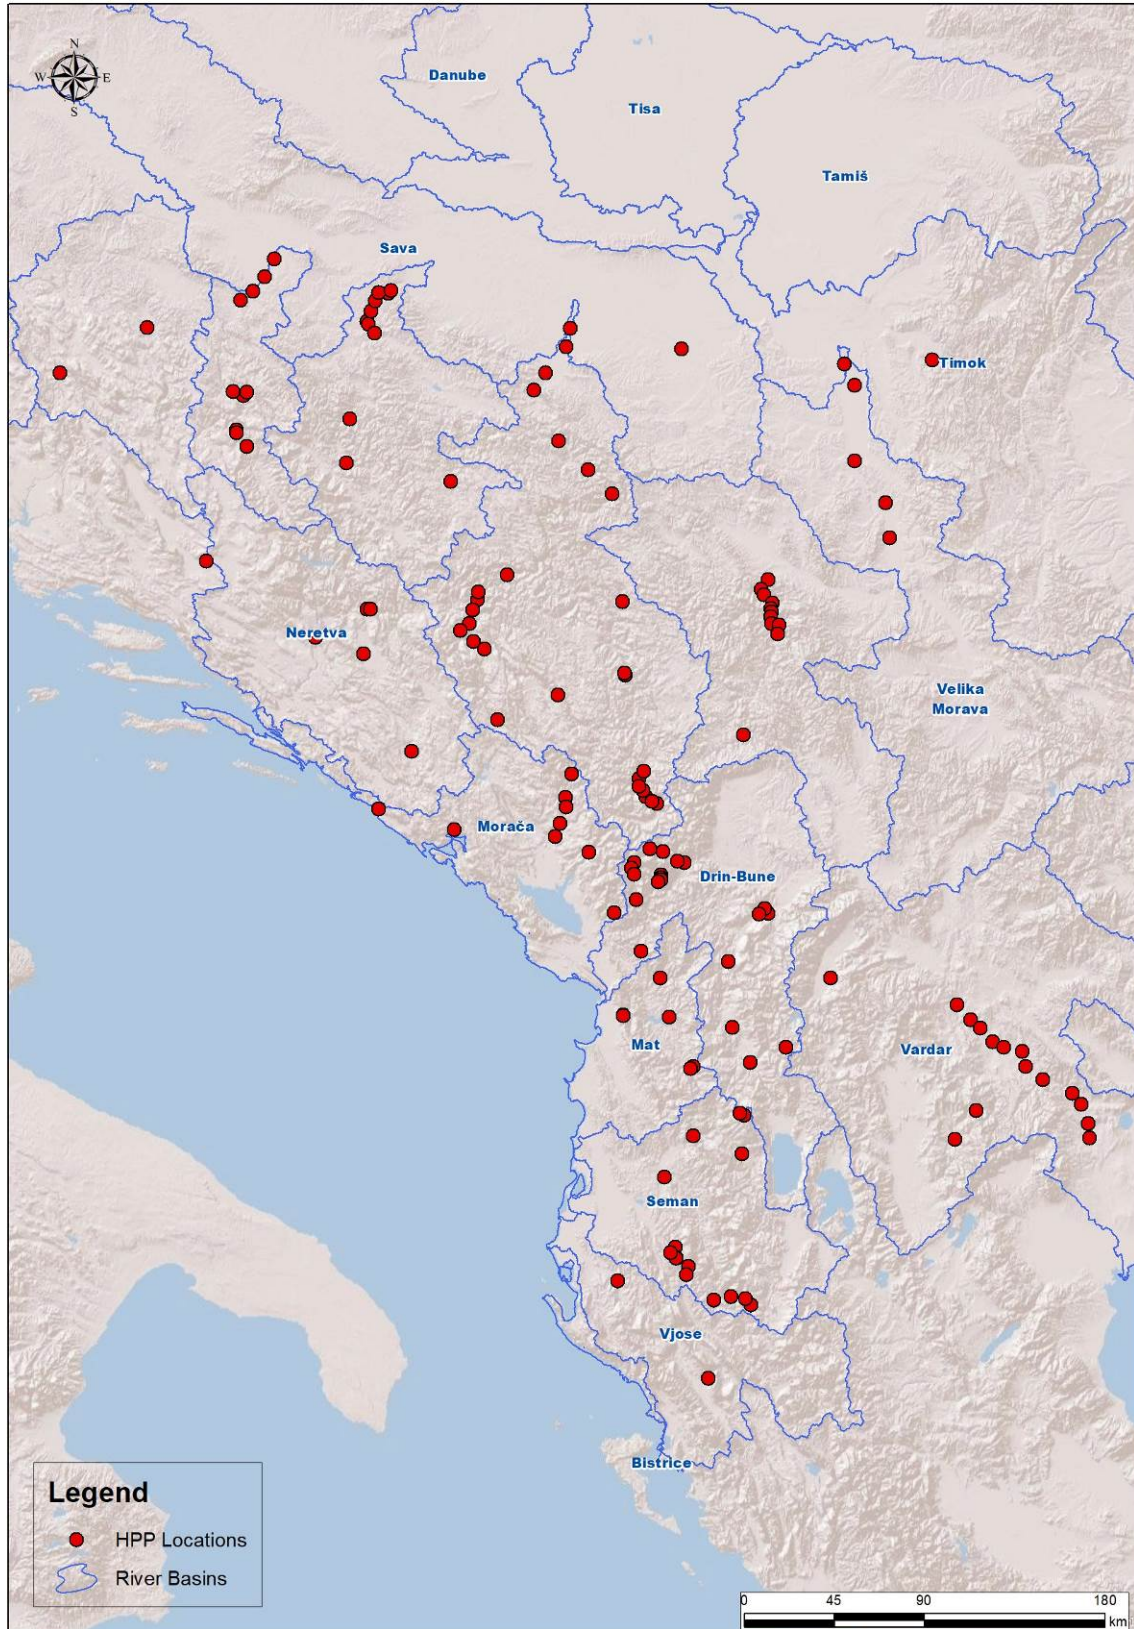 N
W E
S
Danube
Tisa
Tamiš
Sava
Timok
Neretva
Velika
Morava
Morača
Drin-Bune
Mat
Vardar
Seman
Vjose
Bistrice
Legend
HPP Locations
River Basins
0 45 90 180
km